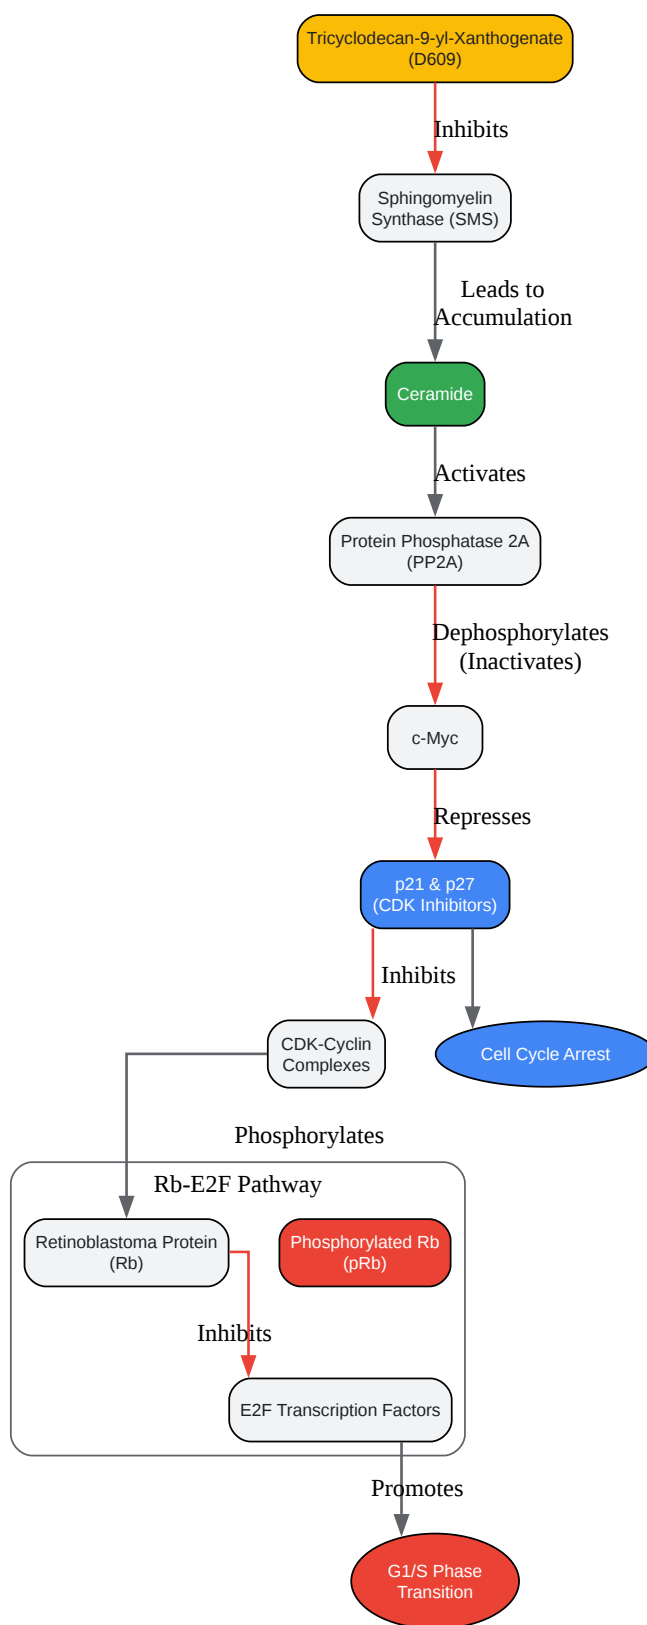 Tricyclodecan-9-yl-Xanthogenate
(D609)
Inhibits
Sphingomyelin
Synthase (SMS)
Leads to
Accumulation
Ceramide
Activates
Protein Phosphatase 2A
(PP2A)
Dephosphorylates
(Inactivates)
c-Myc
Represses
p21 & p27
(CDK Inhibitors)
Inhibits
CDK-Cyclin
Complexes
Cell Cycle Arrest
Phosphorylates
Rb-E2F Pathway
Retinoblastoma Protein
(Rb)
Phosphorylated Rb
(pRb)
Inhibits
E2F Transcription Factors
Promotes
G1/S Phase
Transition